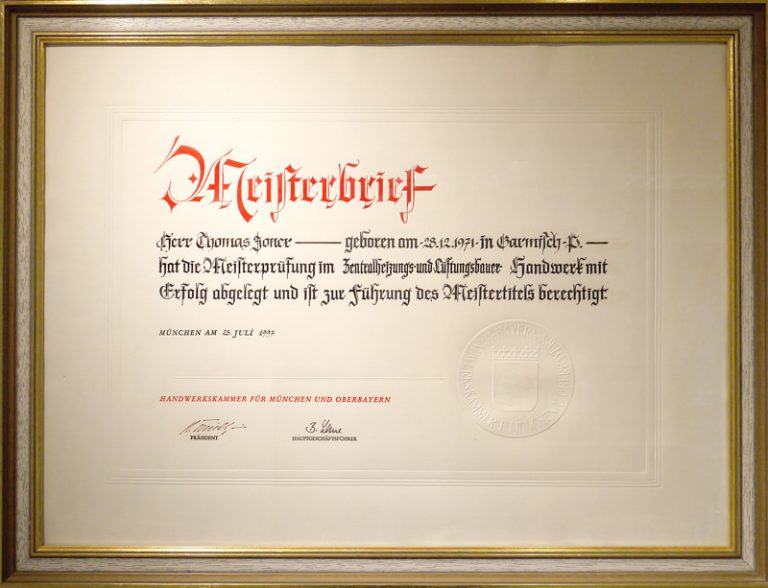 Meisterbrief
Herr Thomas Joner geboren am 28.12.1971 in Garmisch-P.
hat die Meisterprüfung im Zentralheizungs- und Lüftungsbauer- Handwerk mit
Erfolg abgelegt und ist zur Führung des Meistertitels berechtigt.
MÜNCHEN AM 25. JULI 1997
HANDWERKSKAMMER FÜR MÜNCHEN UND OBERBAYERN
PRÄSIDENT HAUPTGESCHÄFTSFÜHRER